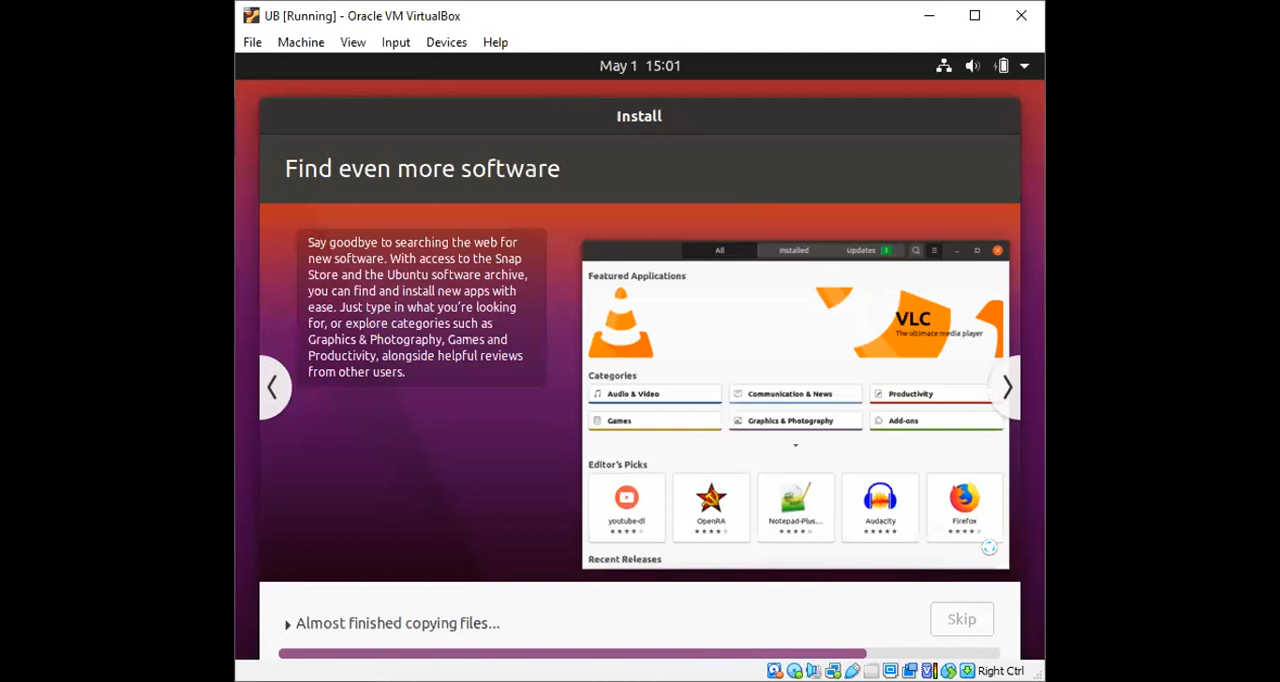 UB [Running] - Oracle VM VirtualBox
File Machine View Input Devices Help
May 1 15:01
Install
Find even more software
Say goodbye to searching the web for
new software. With access to the Snap
Store and the Ubuntu software archive,
you can find and install new apps with
ease. Just type in what you're looking
for, or explore categories such as
Graphics & Photography, Games and
Productivity, alongside helpful reviews
from other users.
All Installed Updates
Featured Applications
VLC
The ultimate media player
Categories
Audio & Video Communication & News Productivity
Games Graphics & Photography Add-ons
Editor's Picks
youtube-dl OpenRA Notepad-Plus... Audacity Firefox
Recent Releases
Almost finished copying files...
Skip
Right Ctrl